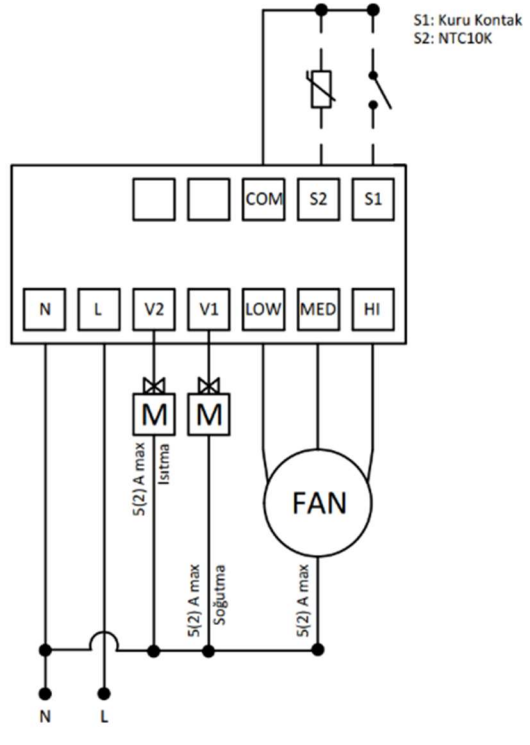 S1: Kuru Kontak
S2: NTC10K
COM S2 S1
N L V2 V1 LOW MED HI
M M
5(2) A max
Isıtma
FAN
5(2) A max
Soğutma
5(2) A max
N L